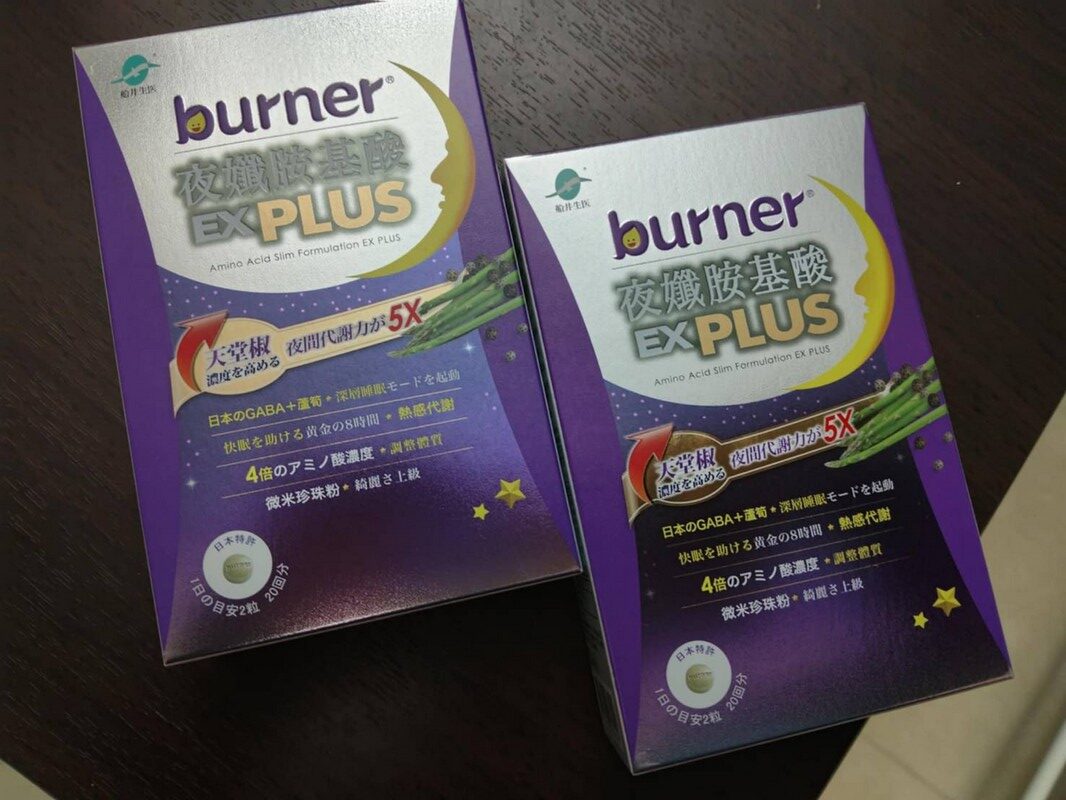 船井生医
burner®
夜孅胺基酸
EX PLUS
Amino Acid Slim Formulation EX PLUS
天堂椒
濃度を高める
夜間代謝力が5X
日本のGABA+蘆筍★深層睡眠モードを起動
快眠を助ける黄金の8時間★熱感代謝
4倍のアミノ酸濃度★調整體質
微米珍珠粉★綺麗さ上級
日本特許
burner
1日の目安2粒 20回分
船井生医
burner®
夜孅胺基酸
EX PLUS
Amino Acid Slim Formulation EX PLUS
天堂椒
濃度を高める
夜間代謝力が5X
日本のGABA+蘆筍★深層睡眠モードを起動
快眠を助ける黄金の8時間★熱感代謝
4倍のアミノ酸濃度★調整體質
微米珍珠粉★綺麗さ上級
日本特許
burner
1日の目安2粒 20回分